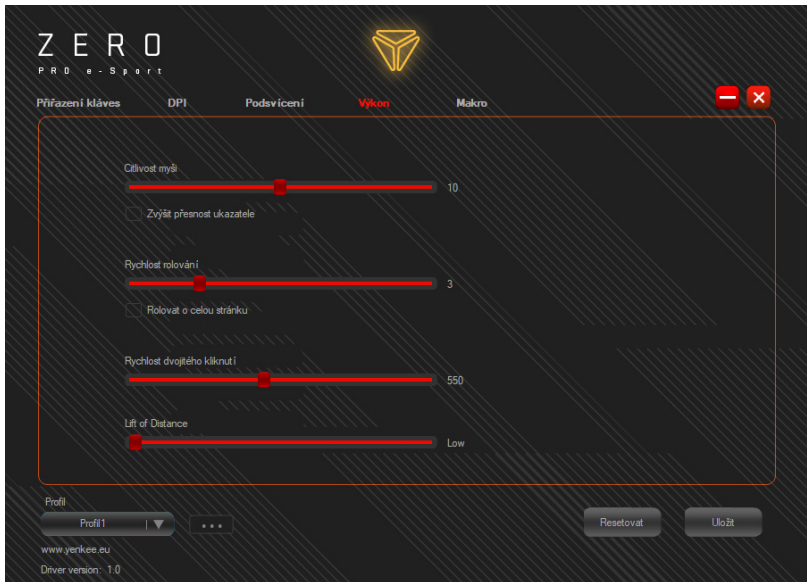 ZERO
PRO e-Sport
Přiřazení kláves DPI Podsvícení Výkon Makro
Citlivost myši
10
Zvýšit přesnost ukazatele
Rychlost rolování
3
Rolovat o celou stránku
Rychlost dvojitého kliknutí
550
Lift of Distance
Low
Profil
Profil1
...
Resetovat Uložit
www.yenkee.eu
Driver version: 1.0